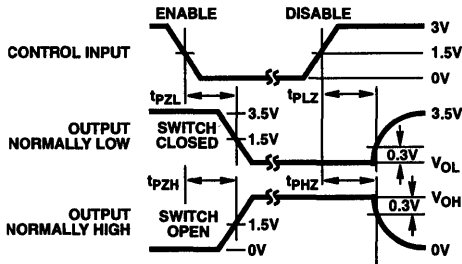 ENABLE DISABLE
3V
CONTROL INPUT 1.5V
0V
tPZL tPLZ
3.5V 3.5V
OUTPUT NORMALLY LOW
SWITCH CLOSED
1.5V
0.3V
VOL
tPZH tPHZ
VOH
0.3V
OUTPUT NORMALLY HIGH
SWITCH OPEN
1.5V
0V 0V